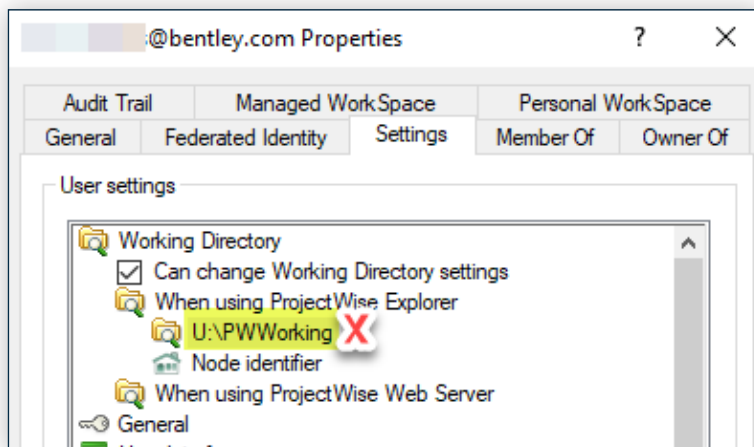 @bentley.com Properties ? X
Audit Trail Managed WorkSpace Personal WorkSpace
General Federated Identity Settings Member Of Owner Of
User settings
Working Directory
Can change Working Directory settings
When using ProjectWise Explorer
U:\PWWorking X
Node identifier
When using ProjectWise Web Server
General